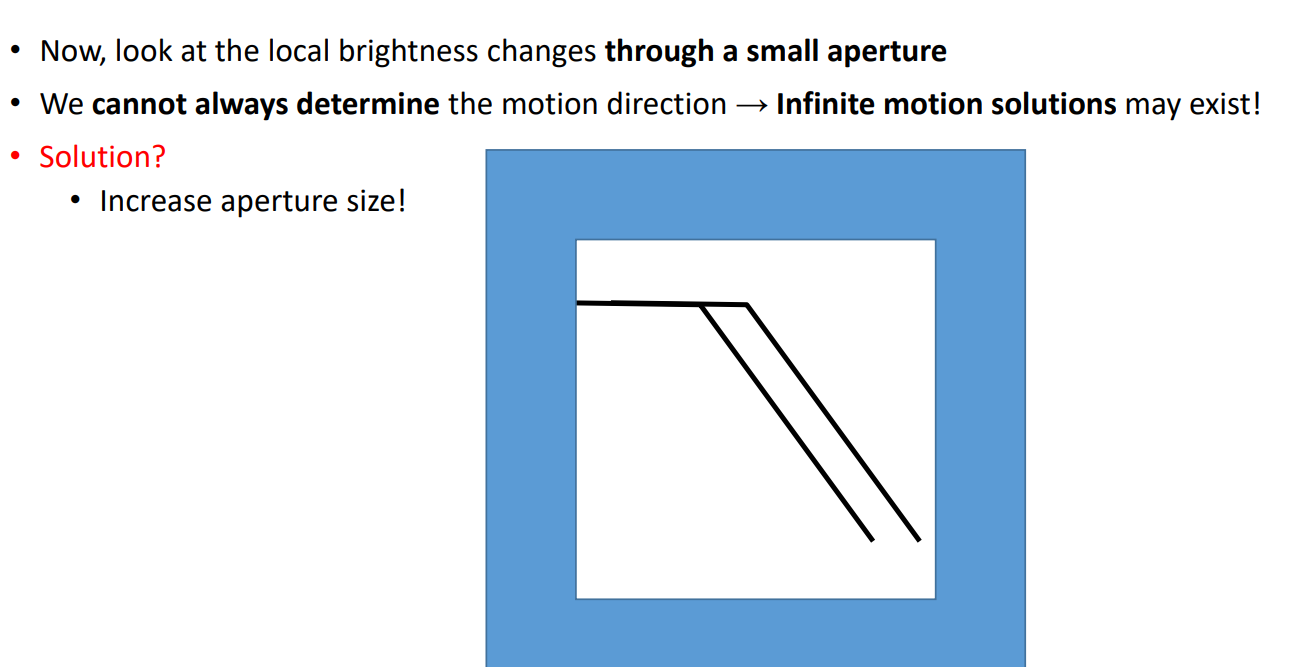 • Now, look at the local brightness changes through a small aperture
• We cannot always determine the motion direction → Infinite motion solutions may exist!
• Solution?
• Increase aperture size!